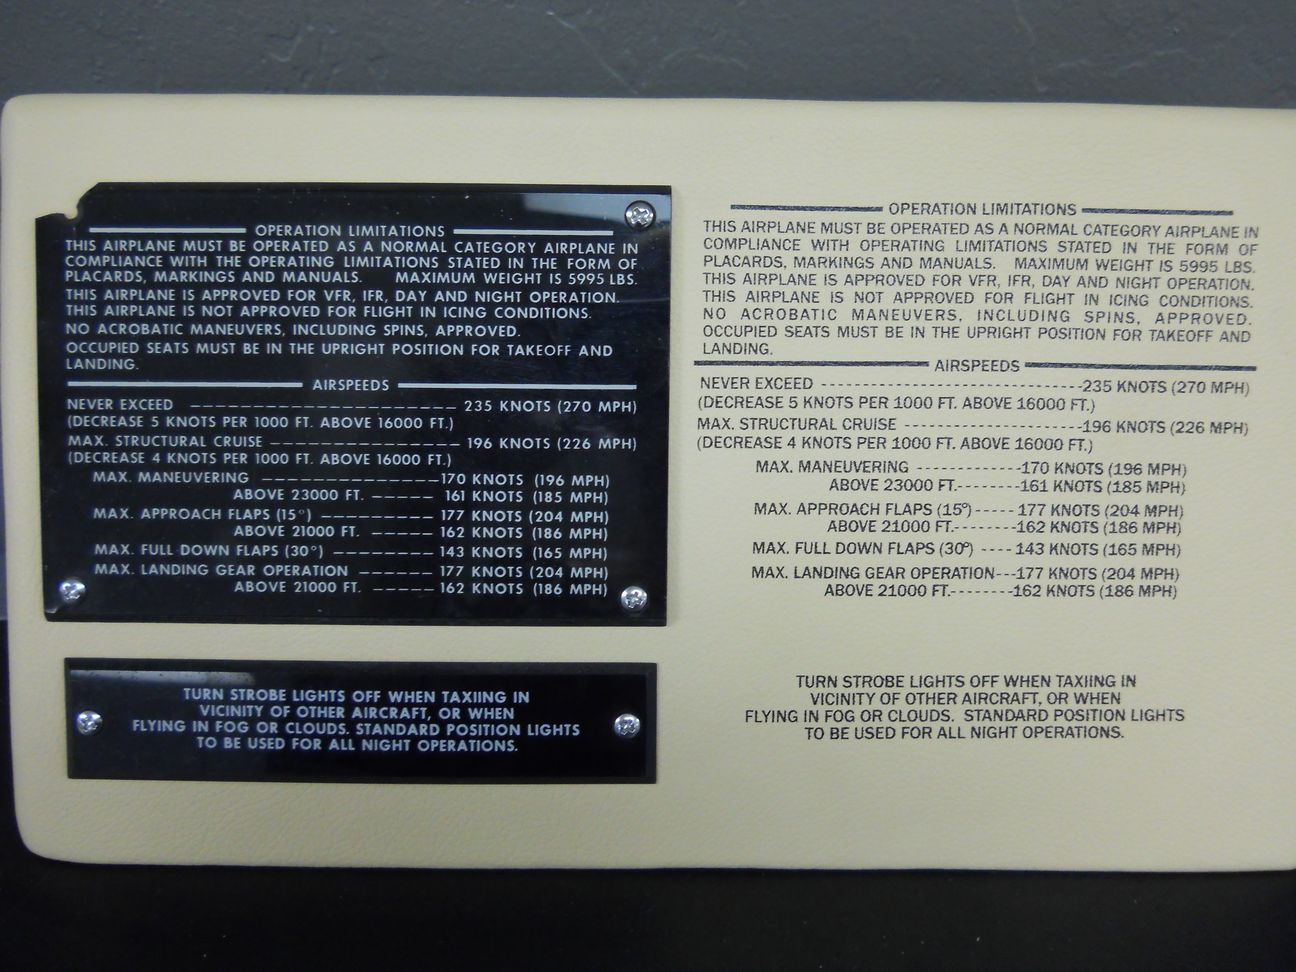 OPERATION LIMITATIONS
THIS AIRPLANE MUST BE OPERATED AS A NORMAL CATEGORY AIRPLANE IN
COMPLIANCE WITH THE OPERATING LIMITATIONS STATED IN THE FORM OF
PLACARDS, MARKINGS AND MANUALS. MAXIMUM WEIGHT IS 5995 LBS.
THIS AIRPLANE IS APPROVED FOR VFR, IFR, DAY AND NIGHT OPERATION.
THIS AIRPLANE IS NOT APPROVED FOR FLIGHT IN ICING CONDITIONS.
NO ACROBATIC MANEUVERS, INCLUDING SPINS, APPROVED.
OCCUPIED SEATS MUST BE IN THE UPRIGHT POSITION FOR TAKEOFF AND
LANDING.
AIRSPEEDS
NEVER EXCEED ---------------------- 235 KNOTS (270 MPH)
(DECREASE 5 KNOTS PER 1000 FT. ABOVE 16000 FT.)
MAX. STRUCTURAL CRUISE --------------- 196 KNOTS (226 MPH)
(DECREASE 4 KNOTS PER 1000 FT. ABOVE 16000 FT.)
MAX. MANEUVERING --------------170 KNOTS (196 MPH)
ABOVE 23000 FT. ----- 161 KNOTS (185 MPH)
MAX. APPROACH FLAPS (15°) --------- 177 KNOTS (204 MPH)
ABOVE 21000 FT. ----- 162 KNOTS (186 MPH)
MAX. FULL DOWN FLAPS (30°) -------- 143 KNOTS (165 MPH)
MAX. LANDING GEAR OPERATION ------ 177 KNOTS (204 MPH)
ABOVE 21000 FT. ----- 162 KNOTS (186 MPH)
TURN STROBE LIGHTS OFF WHEN TAXIING IN
VICINITY OF OTHER AIRCRAFT, OR WHEN
FLYING IN FOG OR CLOUDS. STANDARD POSITION LIGHTS
TO BE USED FOR ALL NIGHT OPERATIONS.
OPERATION LIMITATIONS
THIS AIRPLANE MUST BE OPERATED AS A NORMAL CATEGORY AIRPLANE IN
COMPLIANCE WITH OPERATING LIMITATIONS STATED IN THE FORM OF
PLACARDS, MARKINGS AND MANUALS. MAXIMUM WEIGHT IS 5995 LBS.
THIS AIRPLANE IS APPROVED FOR VFR, IFR, DAY AND NIGHT OPERATION.
THIS AIRPLANE IS NOT APPROVED FOR FLIGHT IN ICING CONDITIONS.
NO ACROBATIC MANEUVERS, INCLUDING SPINS, APPROVED.
OCCUPIED SEATS MUST BE IN THE UPRIGHT POSITION FOR TAKEOFF AND
LANDING.
AIRSPEEDS
NEVER EXCEED -------------------------------235 KNOTS (270 MPH)
(DECREASE 5 KNOTS PER 1000 FT. ABOVE 16000 FT.)
MAX. STRUCTURAL CRUISE ---------------------196 KNOTS (226 MPH)
(DECREASE 4 KNOTS PER 1000 FT. ABOVE 16000 FT.)
MAX. MANEUVERING ------------170 KNOTS (196 MPH)
ABOVE 23000 FT.--------161 KNOTS (185 MPH)
MAX. APPROACH FLAPS (15°)----- 177 KNOTS (204 MPH)
ABOVE 21000 FT.--------162 KNOTS (186 MPH)
MAX. FULL DOWN FLAPS (30°) ---- 143 KNOTS (165 MPH)
MAX. LANDING GEAR OPERATION---177 KNOTS (204 MPH)
ABOVE 21000 FT.--------162 KNOTS (186 MPH)
TURN STROBE LIGHTS OFF WHEN TAXIING IN
VICINITY OF OTHER AIRCRAFT, OR WHEN
FLYING IN FOG OR CLOUDS. STANDARD POSITION LIGHTS
TO BE USED FOR ALL NIGHT OPERATIONS.